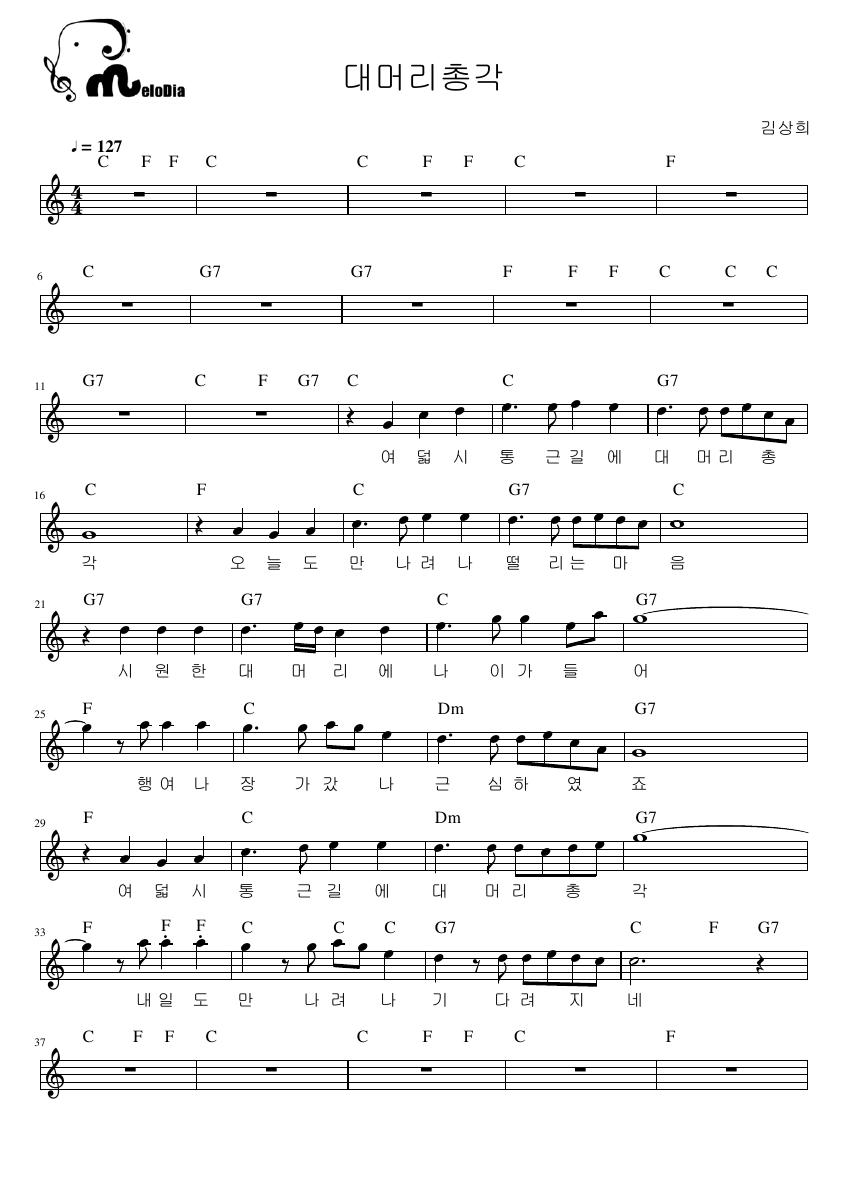 MeloDia
대머리총각
김상희
♩= 127
C F F C C F F C F
4 4
6 C G7 G7 F F F C C C
11 G7 C F G7 C C G7
여 덟 시 통 근 길 에 대 머 리 총
16 C F C G7 C
각 오 늘 도 만 나 려 나 떨 리 는 마 음
21 G7 G7 C G7
시 원 한 대 머 리 에 나 이 가 들 어
25 F C Dm G7
행 여 나 장 가 갔 나 근 심 하 였 죠
29 F C Dm G7
여 덟 시 통 근 길 에 대 머 리 총 각
33 F F F C C C G7 C F G7
내 일 도 만 나 려 나 기 다 려 지 네
37 C F F C C F F C F